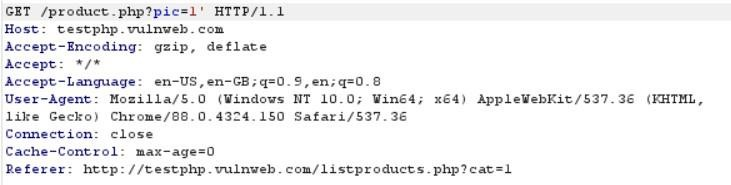 GET /product.php?pic=1' HTTP/1.1
Host: testphp.vulnweb.com
Accept-Encoding: gzip, deflate
Accept: */*
Accept-Language: en-US,en-GB;q=0.9,en;q=0.8
User-Agent: Mozilla/5.0 (Windows NT 10.0; Win64; x64) AppleWebKit/537.36 (KHTML,
like Gecko) Chrome/88.0.4324.150 Safari/537.36
Connection: close
Cache-Control: max-age=0
Referer: http://testphp.vulnweb.com/listproducts.php?cat=1